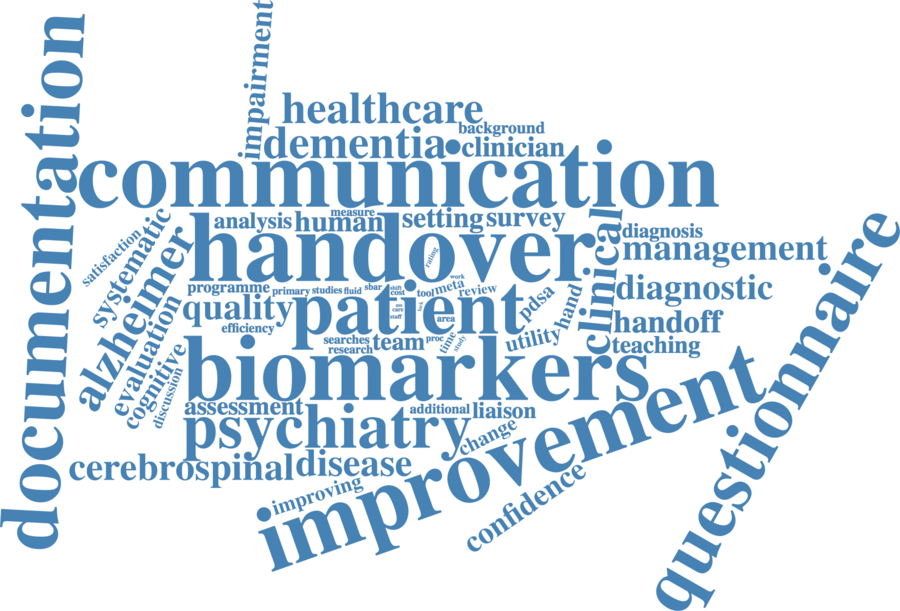 documentation
impairment
healthcare
background
dementia
clinician
communication
measure
analysis
human
setting
survey
handover
rating
clinical
diagnosis
management
questionnaire
satisfaction
systematic
alzheimer
evaluation
cognitive
discussion
programme
primary
studies
fluid
sbar
cost
tool
meta
work
review
quality
patient
care
staff
area
pdsa
hand
diagnostic
efficiency
handoff
searches
research
team
proc
time
study
utility
teaching
biomarkers
assessment
additional
liaison
psychiatry
change
improvement
cerebrospinal
disease
improving
confidence